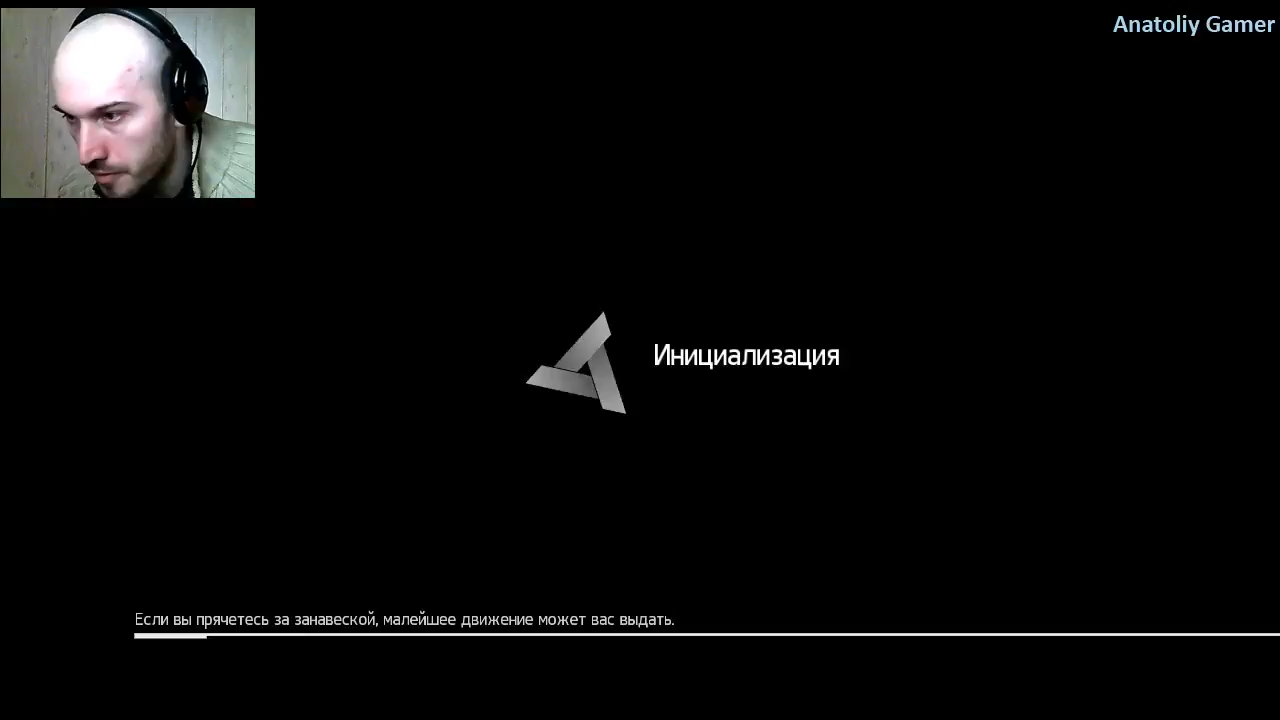 Anatoliy Gamer
Инициализация
Если вы прячетесь за занавеской, малейшее движение может вас выдать.